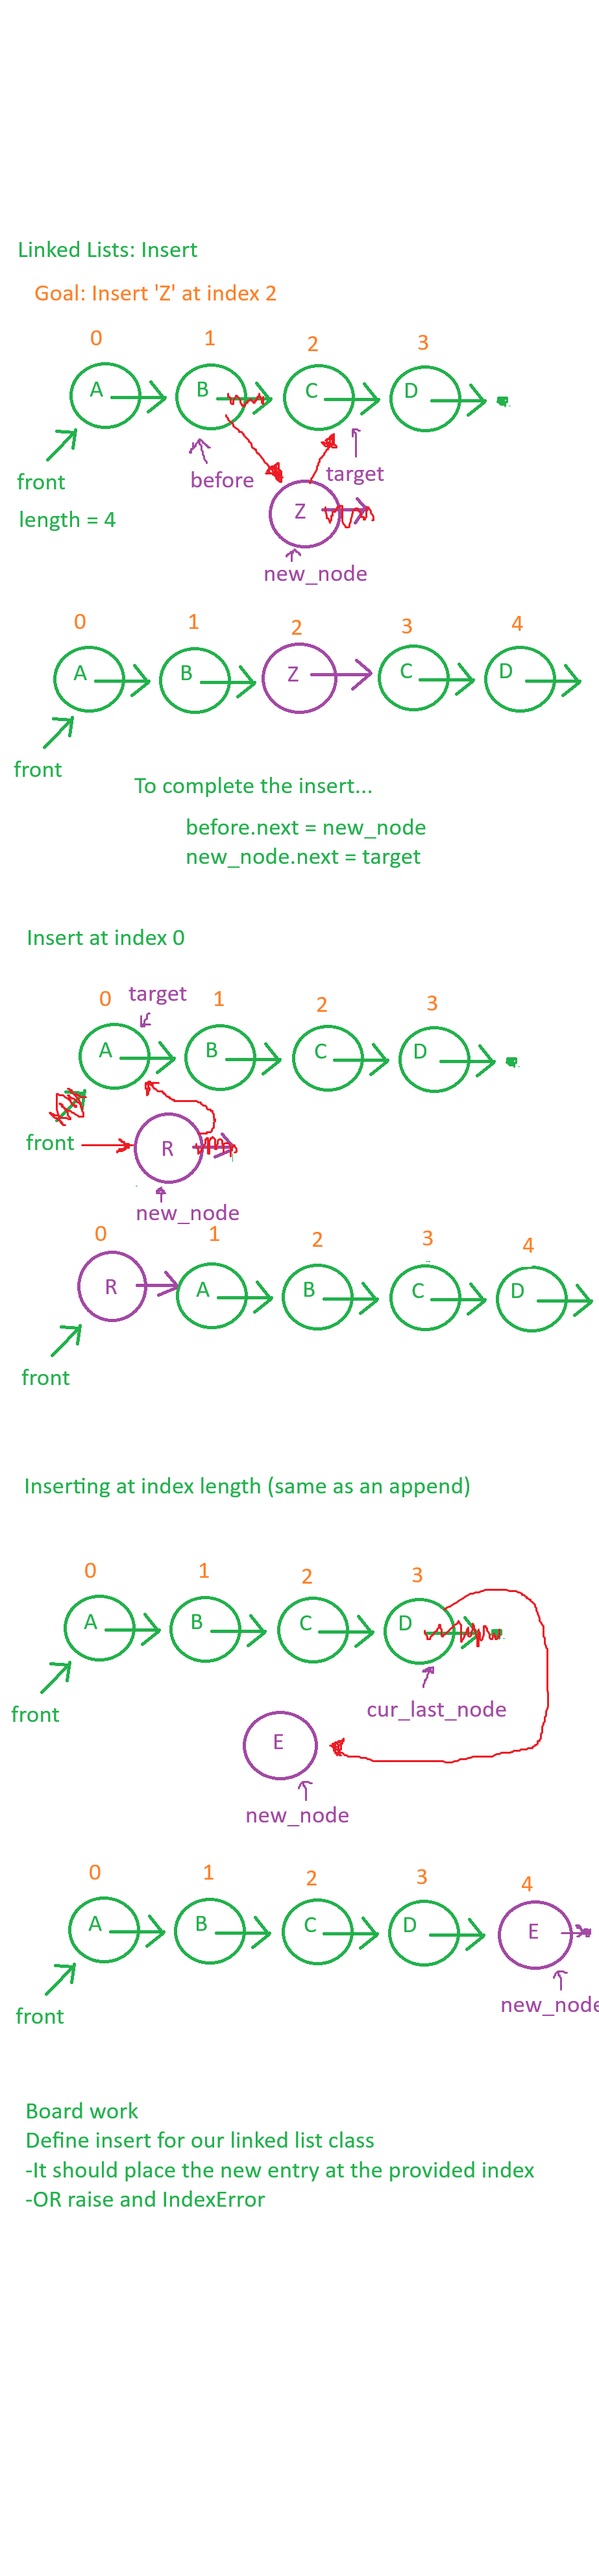 Linked Lists: Insert
Goal: Insert 'Z' at index 2
0 1 2 3
A B C D
front before target
length = 4
Z
new_node
0 1 2 3 4
A B Z C D
front
To complete the insert...
before.next = new_node
new_node.next = target
Insert at index 0
0 target 1 2 3
A B C D
front R
new_node
0 1 2 3 4
R A B C D
front
Inserting at index length (same as an append)
0 1 2 3
A B C D
front cur_last_node
E
new_node
0 1 2 3 4
A B C D E
front new_node
Board work
Define insert for our linked list class
-It should place the new entry at the provided index
-OR raise and IndexError